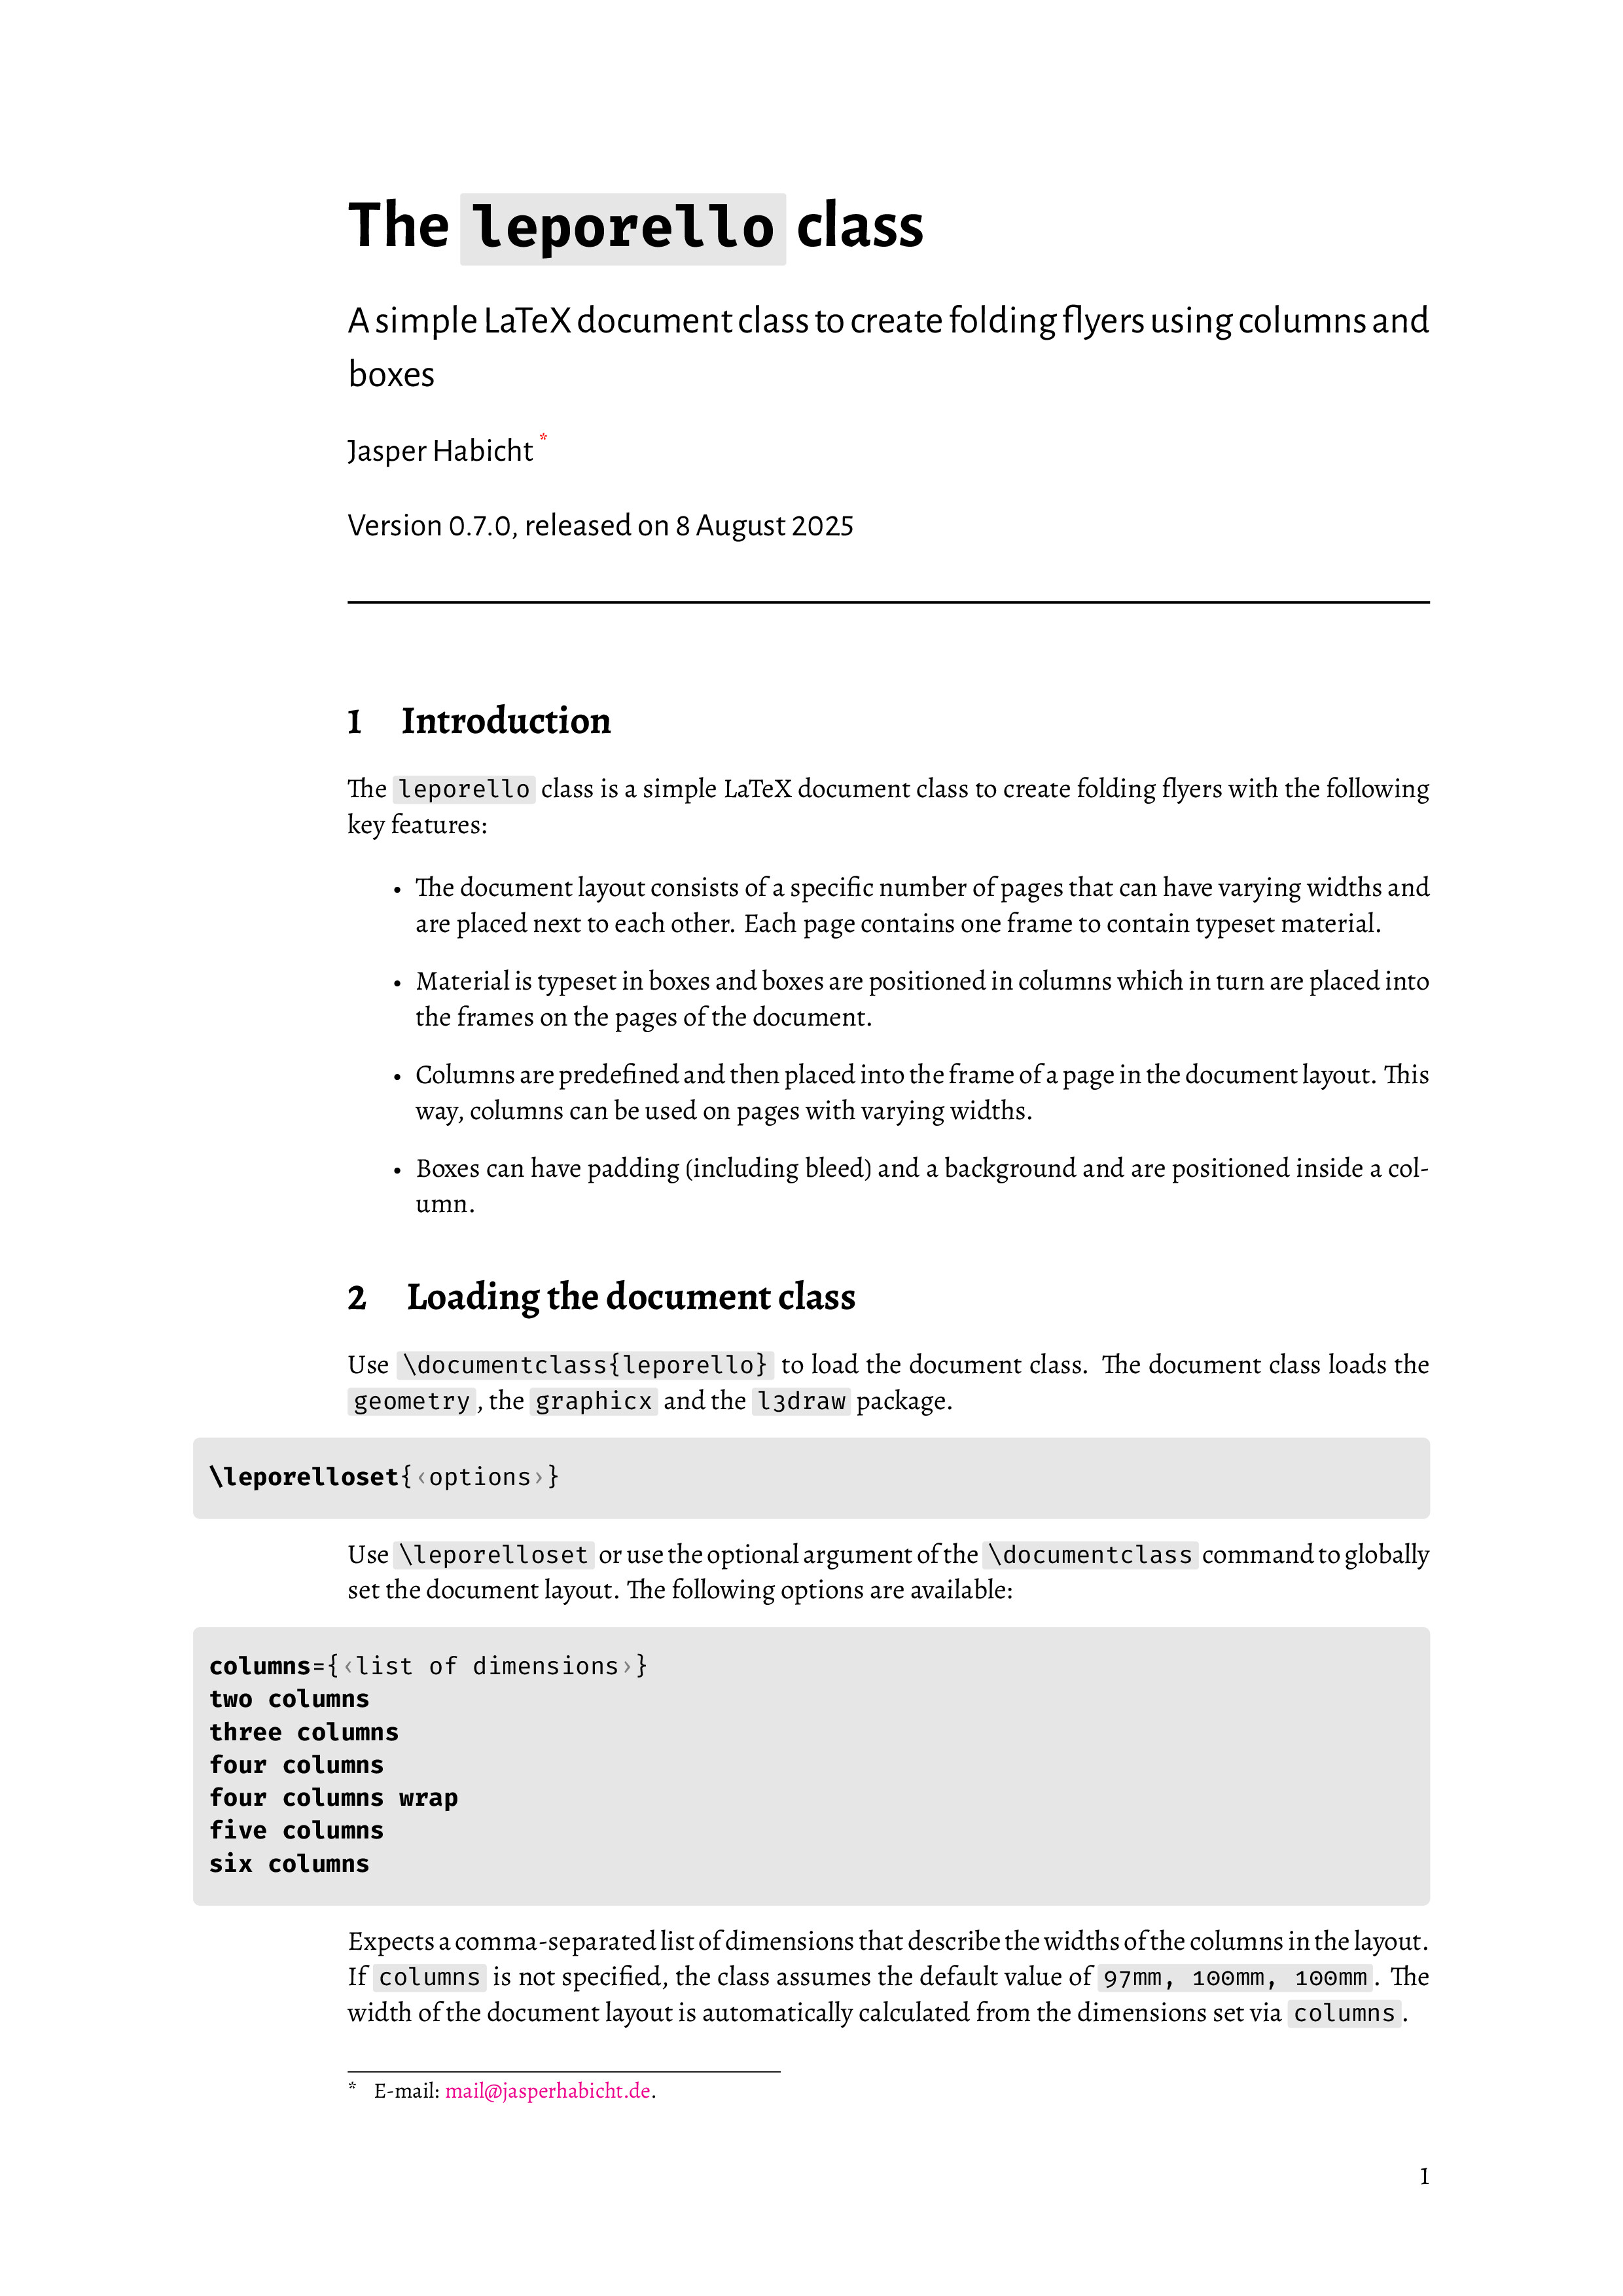 The leporello class
A simple LaTeX document class to create folding flyers using columns and
boxes
Jasper Habicht *
Version 0.7.0, released on 8 August 2025
1 Introduction
The leporello class is a simple LaTeX document class to create folding flyers with the following
key features:
• The document layout consists of a specific number of pages that can have varying widths and
are placed next to each other. Each page contains one frame to contain typeset material.
• Material is typeset in boxes and boxes are positioned in columns which in turn are placed into
the frames on the pages of the document.
• Columns are predefined and then placed into the frame of a page in the document layout. This
way, columns can be used on pages with varying widths.
• Boxes can have padding (including bleed) and a background and are positioned inside a col-
umn.
2 Loading the document class
Use \documentclass{leporello} to load the document class. The document class loads the
geometry, the graphicx and the l3draw package.
\leporelloset{‹options›}
Use \leporelloset or use the optional argument of the \documentclass command to globally
set the document layout. The following options are available:
columns={‹list of dimensions›}
two columns
three columns
four columns
four columns wrap
five columns
six columns
Expects a comma-separated list of dimensions that describe the widths of the columns in the layout.
If columns is not specified, the class assumes the default value of 97mm, 100mm, 100mm. The
width of the document layout is automatically calculated from the dimensions set via columns.
* E-mail: mail@jasperhabicht.de.
1